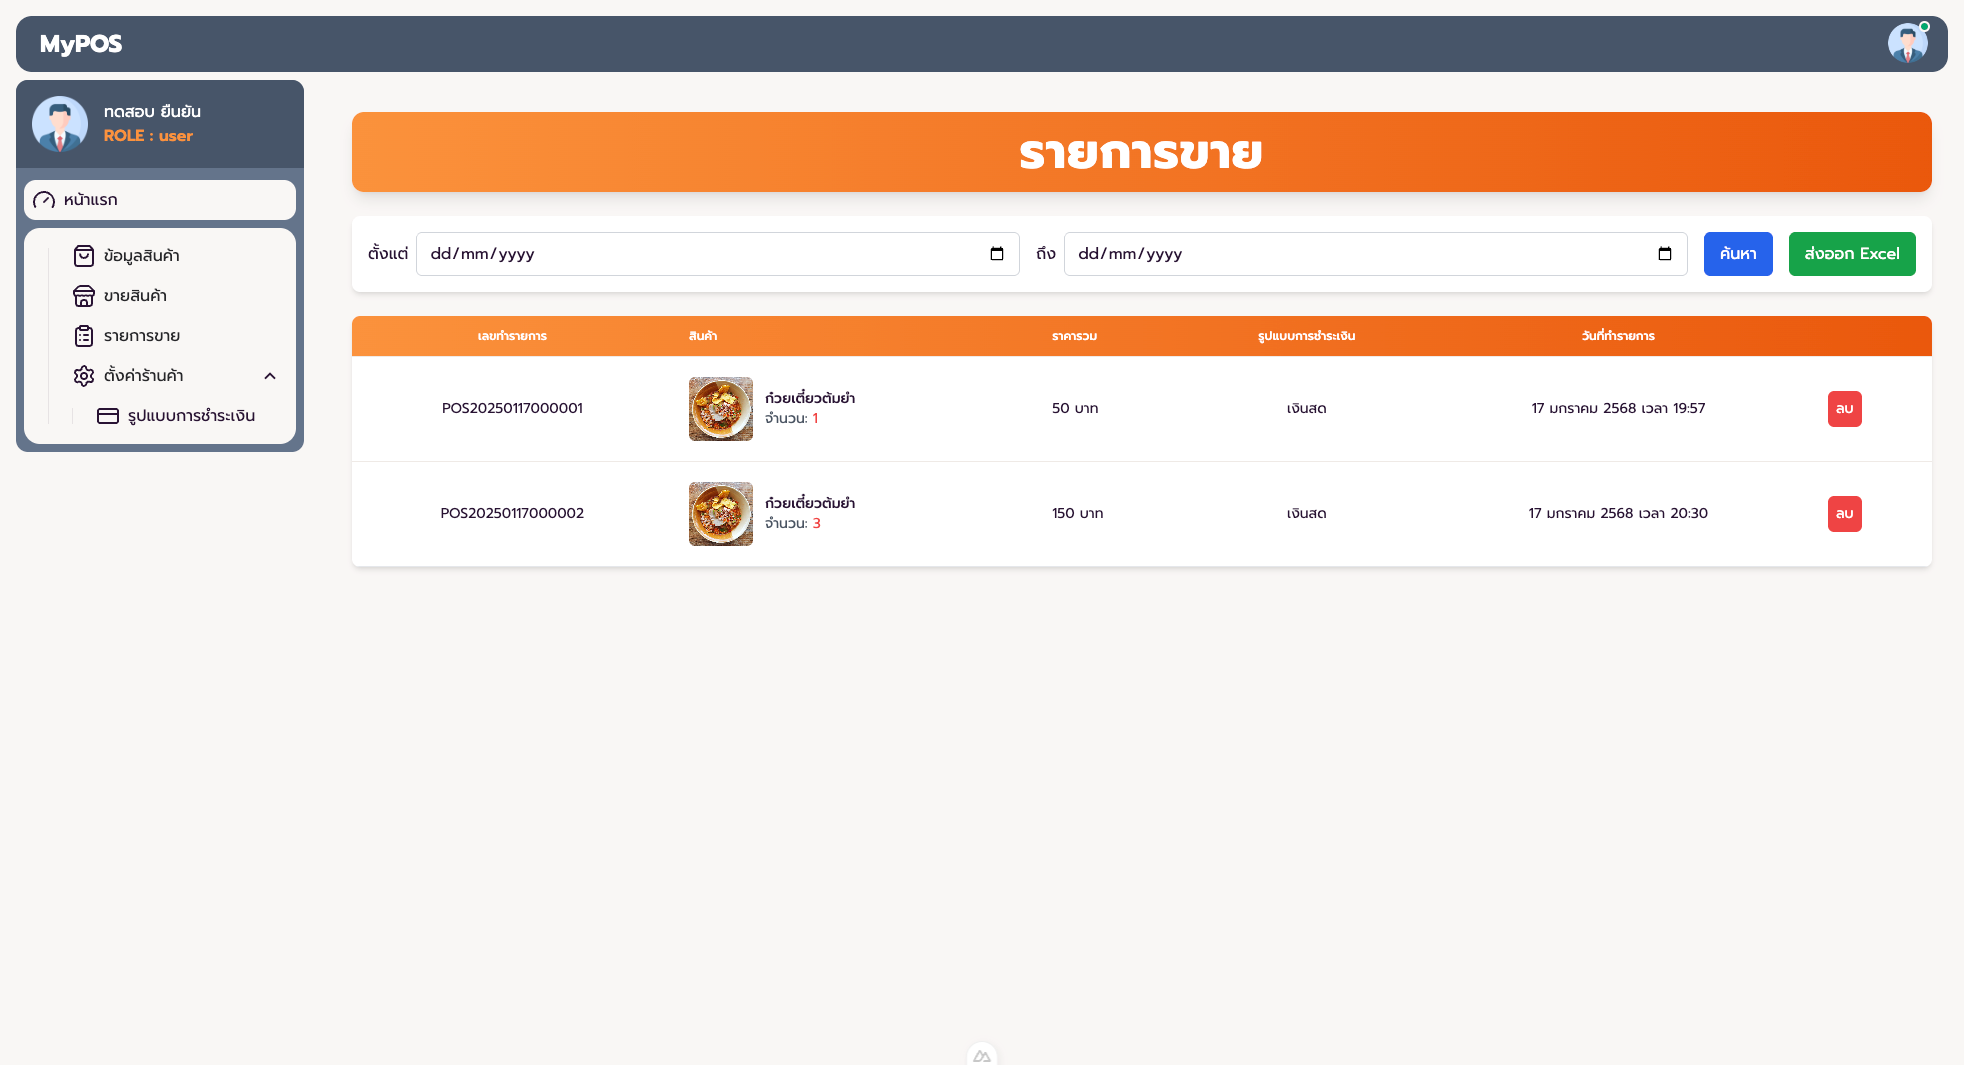 MyPOS
ทดสอบ ยืนยัน
ROLE : user
หน้าแรก
ข้อมูลสินค้า
ขายสินค้า
รายการขาย
ตั้งค่าร้านค้า
รูปแบบการชำระเงิน
รายการขาย
ตั้งแต่ dd/mm/yyyy ถึง dd/mm/yyyy ค้นหา ส่งออก Excel
เลขทำรายการ สินค้า ราคารวม รูปแบบการชำระเงิน วันที่ทำรายการ
POS20250117000001 ก๋วยเตี๋ยวต้มยำ จำนวน: 1 50 บาท เงินสด 17 มกราคม 2568 เวลา 19:57 ลบ
POS20250117000002 ก๋วยเตี๋ยวต้มยำ จำนวน: 3 150 บาท เงินสด 17 มกราคม 2568 เวลา 20:30 ลบ